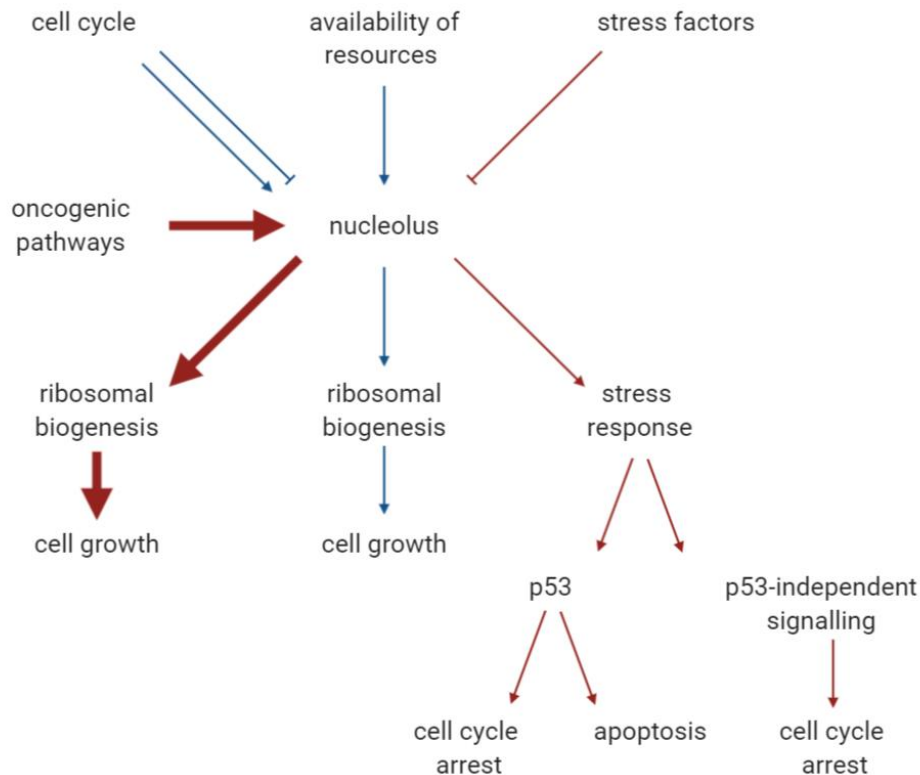 cell cycle
availability of
resources
stress factors
oncogenic
pathways
nucleolus
ribosomal
biogenesis
ribosomal
biogenesis
stress
response
cell growth
cell growth
p53
p53-independent
signalling
cell cycle
arrest
apoptosis
cell cycle
arrest